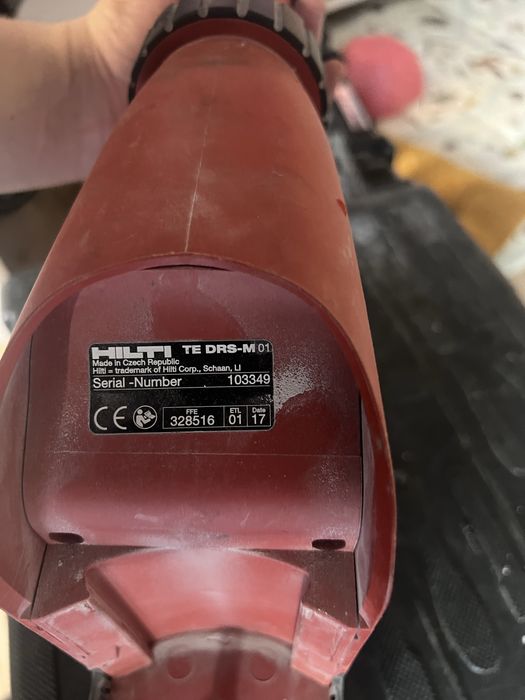 HILTI TE DRS-M 01
Made in Czech Republic
Hilti = trademark of Hilti Corp., Schaan, LI
Serial -Number 103349
CE FFE ETL Date
328516 01 17